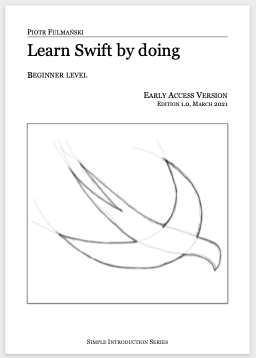 Piotr Fulmański
Learn Swift by doing
Beginner level
Early Access Version
Edition 1.0, March 2021
Simple Introduction Series